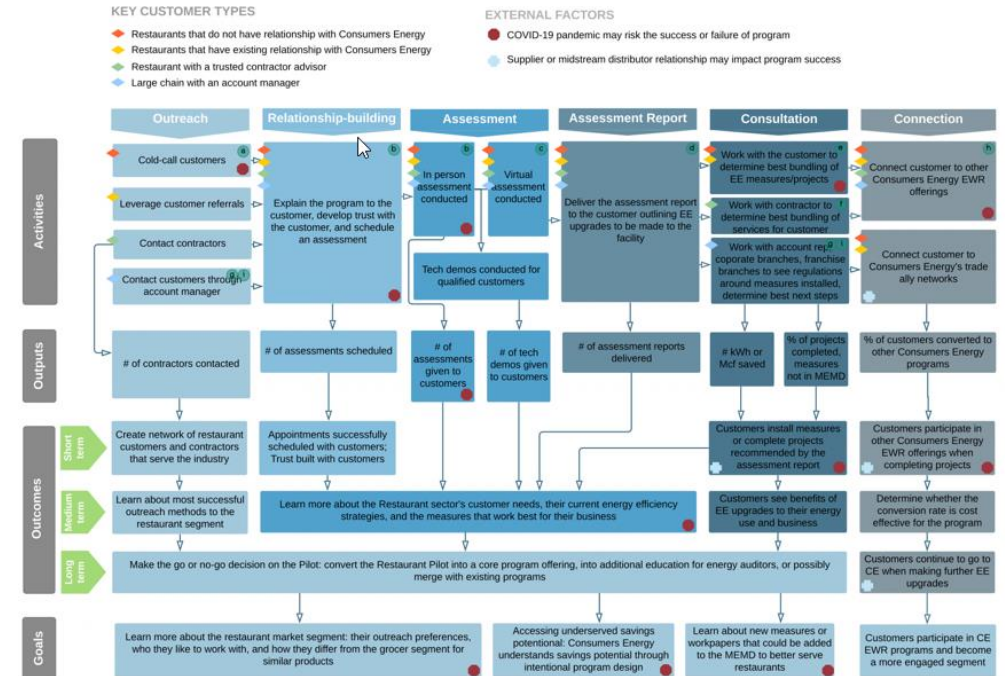 KEY CUSTOMER TYPES
Restaurants that do not have relationship with Consumers Energy
Restaurants that have existing relationship with Consumers Energy
Restaurant with a trusted contractor advisor
Large chain with an account manager
EXTERNAL FACTORS
COVID-19 pandemic may risk the success or failure of program
Supplier or midstream distributor relationship may impact program success
Outreach
Relationship-building
Assessment
Assessment Report
Consultation
Connection
Activities
Cold-call customers
a
Leverage customer referrals
Contact contractors
Contact customers through
account manager
g i
b
Explain the program to the
customer, develop trust with
the customer, and schedule
an assessment
b
In person
assessment
conducted
c
Virtual
assessment
conducted
Tech demos conducted for
qualified customers
d
Deliver the assessment report
to the customer outlining EE
upgrades to be made to the
facility
e
Work with the customer to
determine best bundling of
EE measures/projects
f
Work with contractor to
determine best bundling of
services for customer
g i
Work with account rep,
coporate branches, franchise
branches to see regulations
around measures installed,
determine best next steps
h
Connect customer to other
Consumers Energy EWR
offerings
Connect customer to
Consumers Energy's trade
ally networks
Outputs
# of contractors contacted
# of assessments scheduled
# of
assessments
given to
customers
# of tech
demos given
to customers
# of assessment reports
delivered
# kWh or
Mcf saved
% of projects
completed,
measures
not in MEMD
% of customers converted to
other Consumers Energy
programs
Outcomes
Short
term
Create network of restaurant
customers and contractors
that serve the industry
Appointments successfully
scheduled with customers;
Trust built with customers
Customers install measures
or complete projects
recommended by the
assessment report
Customers participate in
other Consumers Energy
EWR offerings when
completing projects
Medium
term
Learn about most successful
outreach methods to the
restaurant segment
Learn more about the Restaurant sector's customer needs, their current energy efficiency
strategies, and the measures that work best for their business
Customers see benefits of
EE upgrades to their energy
use and business
Determine whether the
conversion rate is cost
effective for the program
Long
term
Make the go or no-go decision on the Pilot: convert the Restaurant Pilot into a core program offering, into additional education for energy auditors, or possibly
merge with existing programs
Customers continue to go to
CE when making further EE
upgrades
Goals
Learn more about the restaurant market segment: their outreach preferences,
who they like to work with, and how they differ from the grocer segment for
similar products
Accessing underserved savings
potential: Consumers Energy
understands savings potential through
intentional program design
Learn about new measures or
workpapers that could be added
to the MEMD to better serve
restaurants
Customers participate in CE
EWR programs and become
a more engaged segment